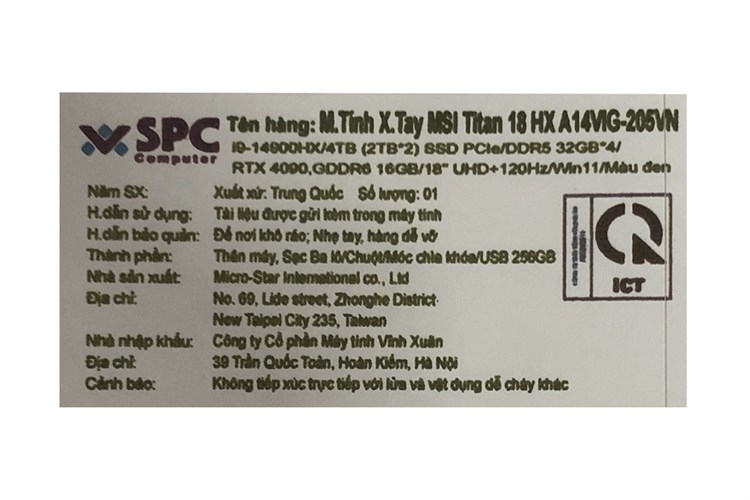 SPC
Computer
Tên hàng: M.Tính X.Tay MSI Titan 18 HX A14VIG-205VN
i9-14900HX/4TB (2TB*2) SSD PCIe/DDR5 32GB*4/
RTX 4090,GDDR6 16GB/18" UHD+120Hz/Win11/Màu đen
Năm SX: Xuất xứ: Trung Quốc Số lượng: 01
H.dẫn sử dụng: Tài liệu được gửi kèm trong máy tính
H.dẫn bảo quản: Để nơi khô ráo; Nhẹ tay, hàng dễ vỡ
Thành phần: Thân máy, Sạc Ba lô/Chuột/Móc chìa khóa/USB 256GB
Nhà sản xuất: Micro-Star International co., Ltd
Địa chỉ: No. 69, Lide street, Zhonghe District
New Taipei City 235, Taiwan
Nhà nhập khẩu: Công ty Cổ phần Máy tính Vĩnh Xuân
Địa chỉ: 39 Trần Quốc Toản, Hoàn Kiếm, Hà Nội
Cảnh báo: Không tiếp xúc trực tiếp với lửa và vật dụng dễ cháy khác
ICT